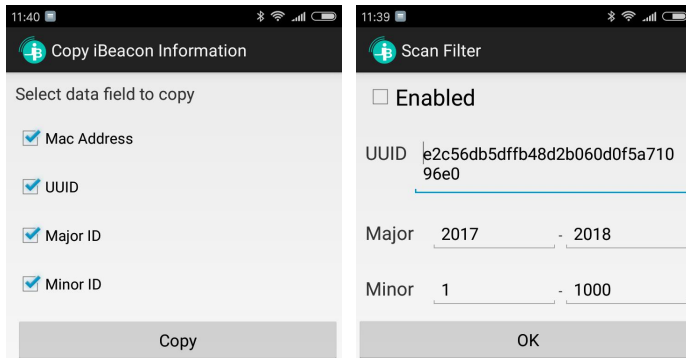 11:40
Copy iBeacon Information
Select data field to copy
Mac Address
UUID
Major ID
Minor ID
Copy
11:39
Scan Filter
Enabled
UUID e2c56db5dffb48d2b060d0f5a710
96e0
Major 2017 - 2018
Minor 1 - 1000
OK